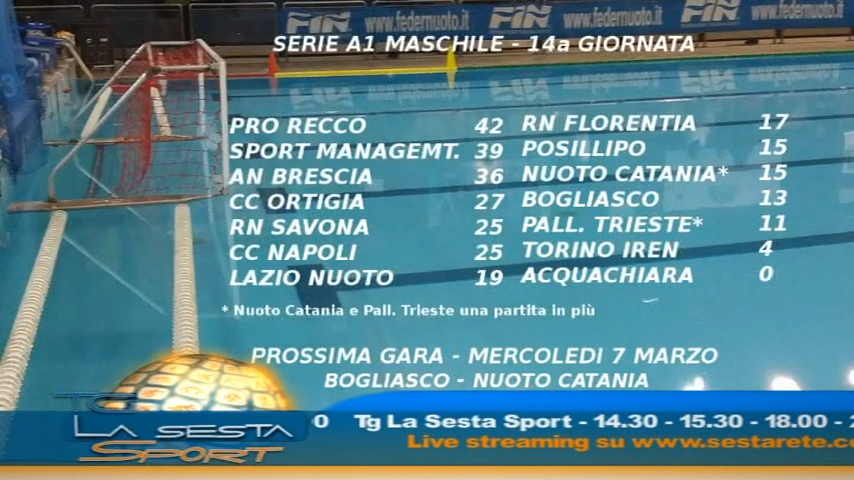 FIN www.federnuoto.it FIN www.federnuoto.it FIN www.federnuoto.it
SERIE A1 MASCHILE - 14a GIORNATA
PRO RECCO 42
SPORT MANAGEMT. 39
AN BRESCIA 36
CC ORTIGIA 27
RN SAVONA 25
CC NAPOLI 25
LAZIO NUOTO 19
RN FLORENTIA 17
POSILLIPO 15
NUOTO CATANIA* 15
BOGLIASCO 13
PALL. TRIESTE* 11
TORINO IREN 4
ACQUACHIARA 0
* Nuoto Catania e Pall. Trieste una partita in più
PROSSIMA GARA - MERCOLEDI 7 MARZO
BOGLIASCO - NUOTO CATANIA
TG
LA SESTA
SPORT
0 Tg La Sesta Sport - 14.30 - 15.30 - 18.00 - 2
Live streaming su www.sestarete.co